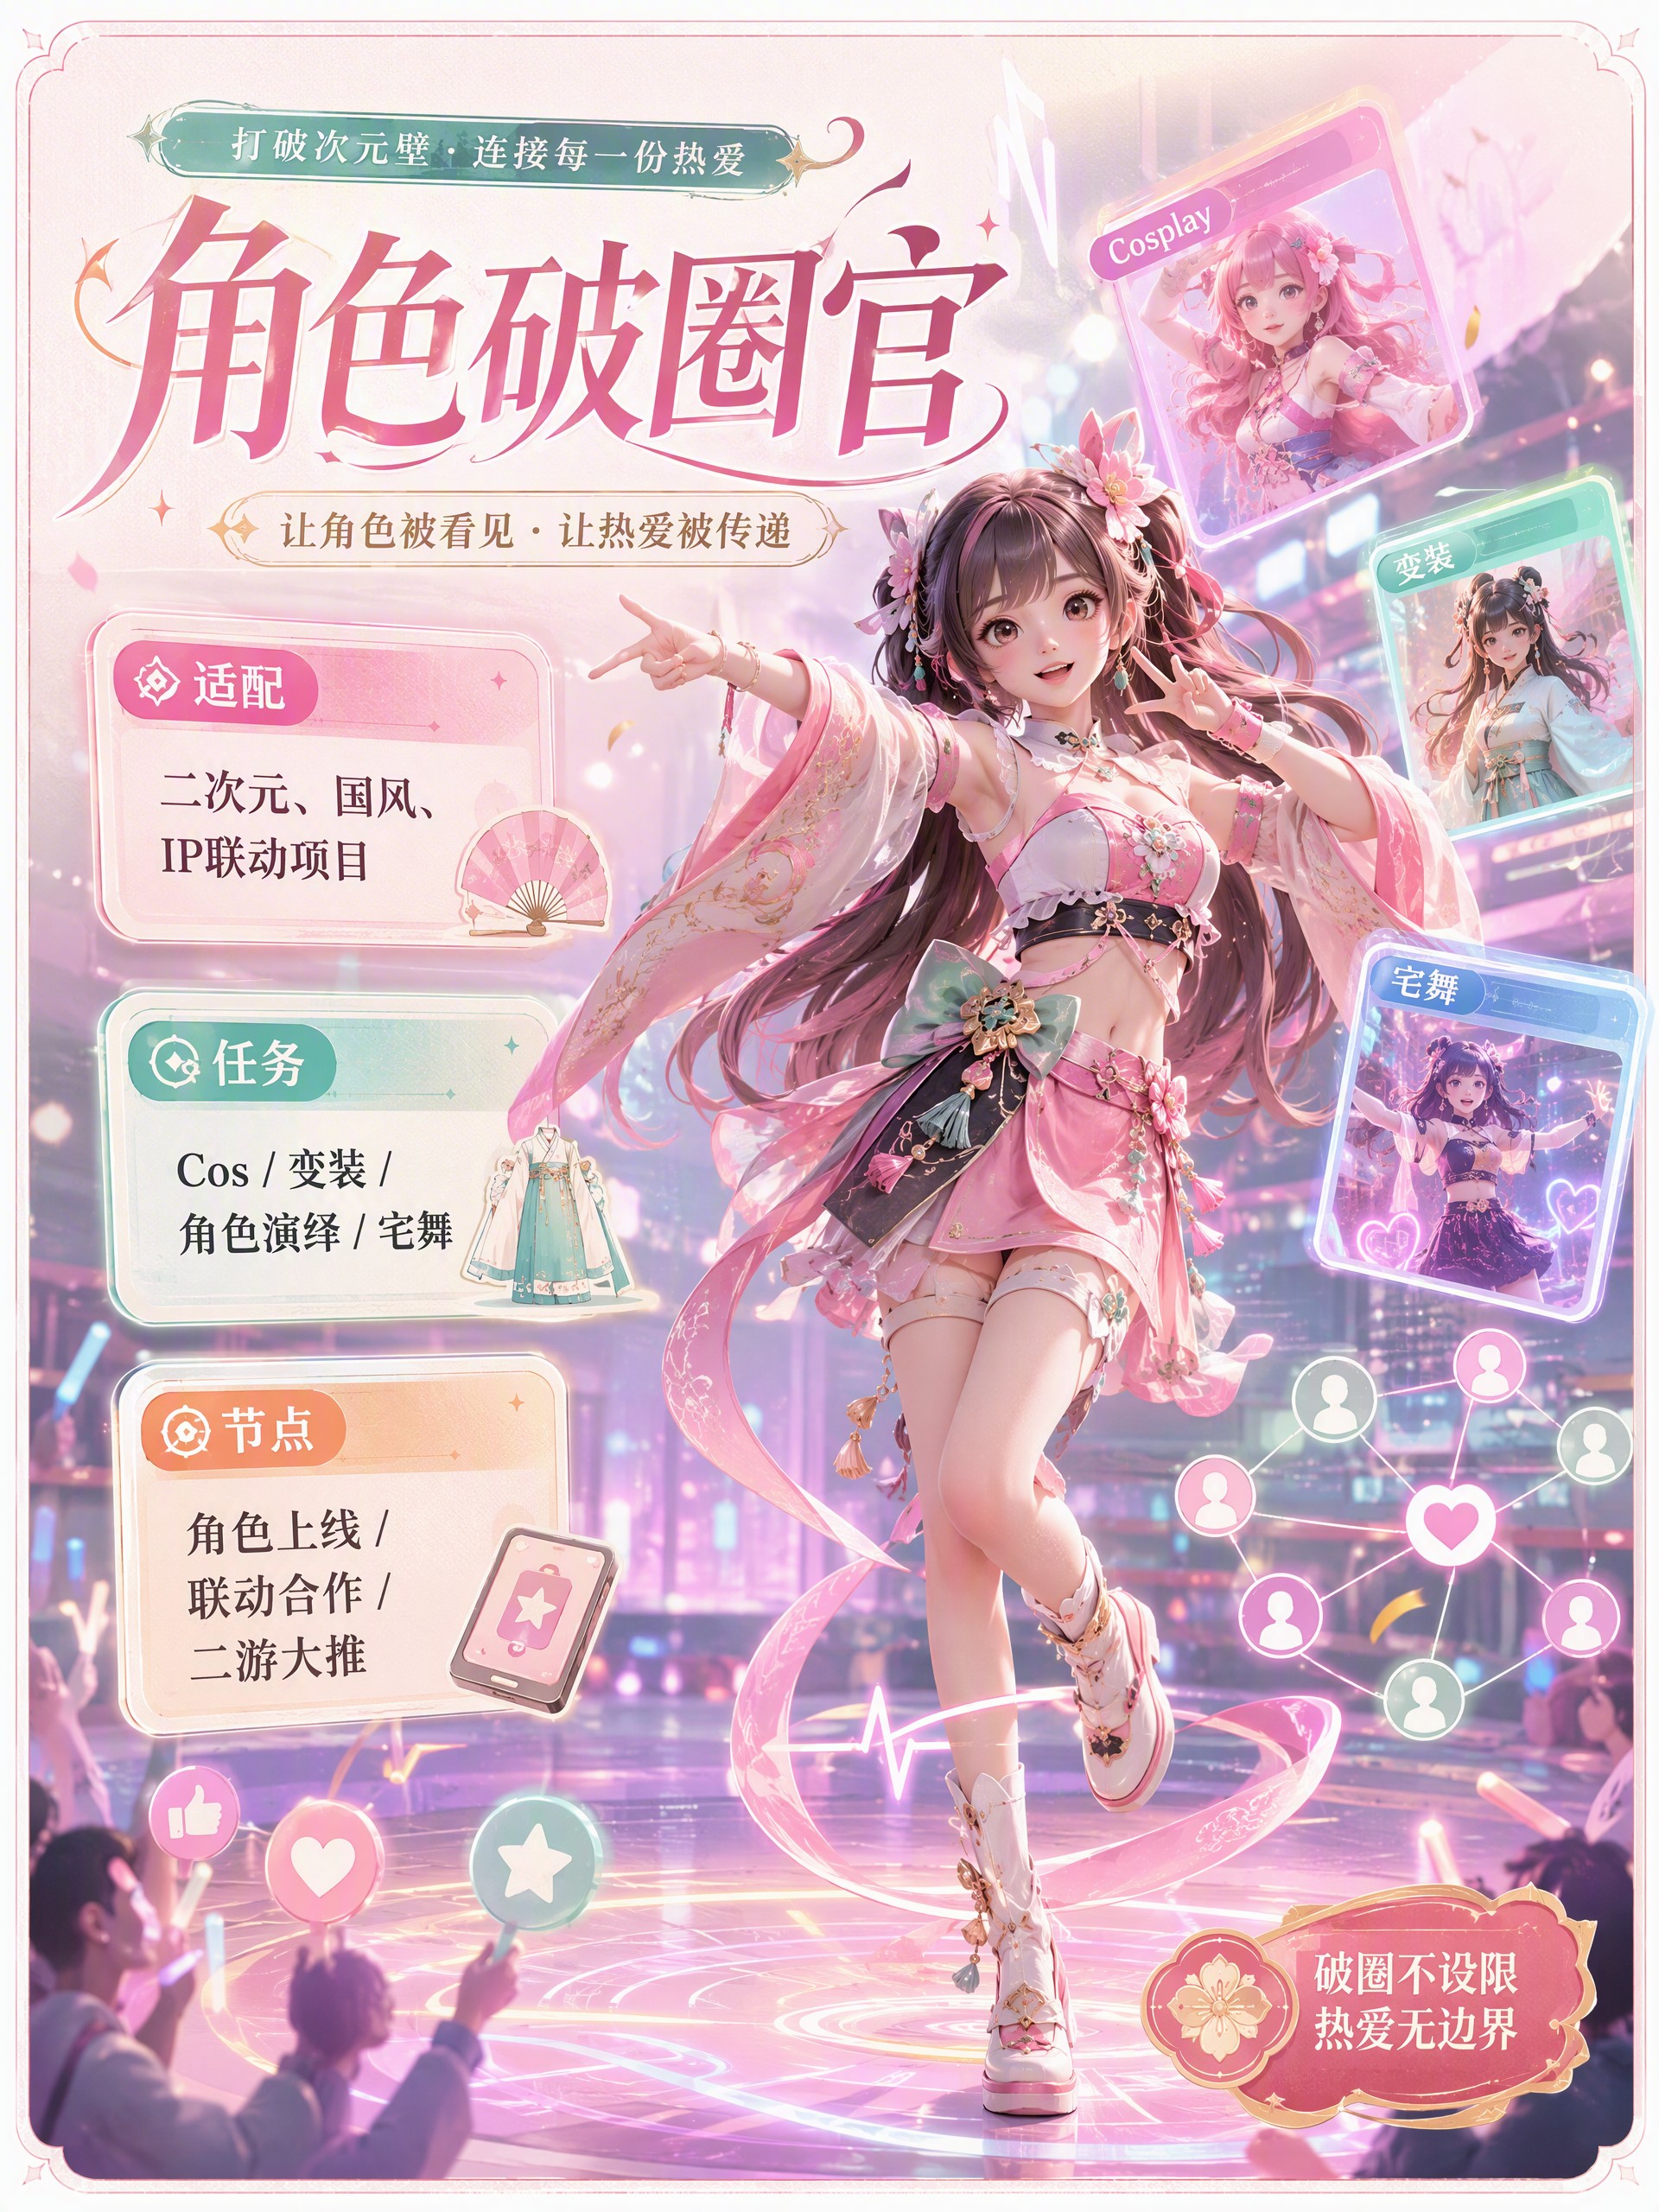 打破次元壁·连接每一份热爱
角色破圈官
让角色被看见·让热爱被传递
适配
二次元、国风、
IP联动项目
任务
Cos / 变装 /
角色演绎 / 宅舞
节点
角色上线 /
联动合作 /
二游大推
Cosplay
变装
宅舞
破圈不设限
热爱无边界